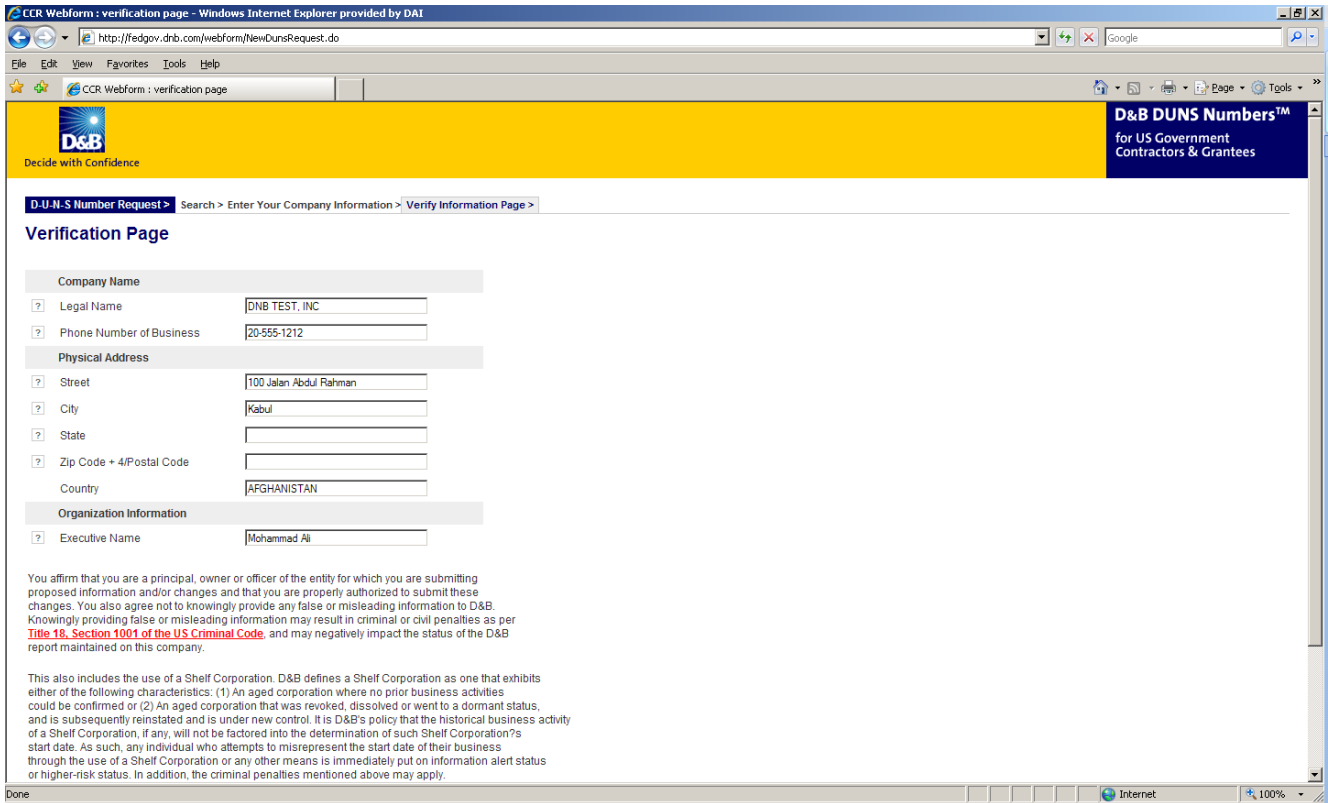 CCR Webform : verification page - Windows Internet Explorer provided by DAI
http://fedgov.dnb.com/webform/NewDunsRequest.do
Google
File Edit View Favorites Tools Help
CCR Webform : verification page
Page Tools
D&B
Decide with Confidence
D&B DUNS Numbers™
for US Government
Contractors & Grantees
D-U-N-S Number Request > Search > Enter Your Company Information > Verify Information Page >
Verification Page
Company Name
? Legal Name DNB TEST, INC
? Phone Number of Business 20-555-1212
Physical Address
? Street 100 Jalan Abdul Rahman
? City Kabul
? State
? Zip Code + 4/Postal Code
Country AFGHANISTAN
Organization Information
? Executive Name Mohammad Ali
You affirm that you are a principal, owner or officer of the entity for which you are submitting
proposed information and/or changes and that you are properly authorized to submit these
changes. You also agree not to knowingly provide any false or misleading information to D&B.
Knowingly providing false or misleading information may result in criminal or civil penalties as per
Title 18, Section 1001 of the US Criminal Code, and may negatively impact the status of the D&B
report maintained on this company.
This also includes the use of a Shelf Corporation. D&B defines a Shelf Corporation as one that exhibits
either of the following characteristics: (1) An aged corporation where no prior business activities
could be confirmed or (2) An aged corporation that was revoked, dissolved or went to a dormant status,
and is subsequently reinstated and is under new control. It is D&B's policy that the historical business activity
of a Shelf Corporation, if any, will not be factored into the determination of such Shelf Corporation?s
start date. As such, any individual who attempts to misrepresent the start date of their business
through the use of a Shelf Corporation or any other means is immediately put on information alert status
or higher-risk status. In addition, the criminal penalties mentioned above may apply.
Done Internet 100%